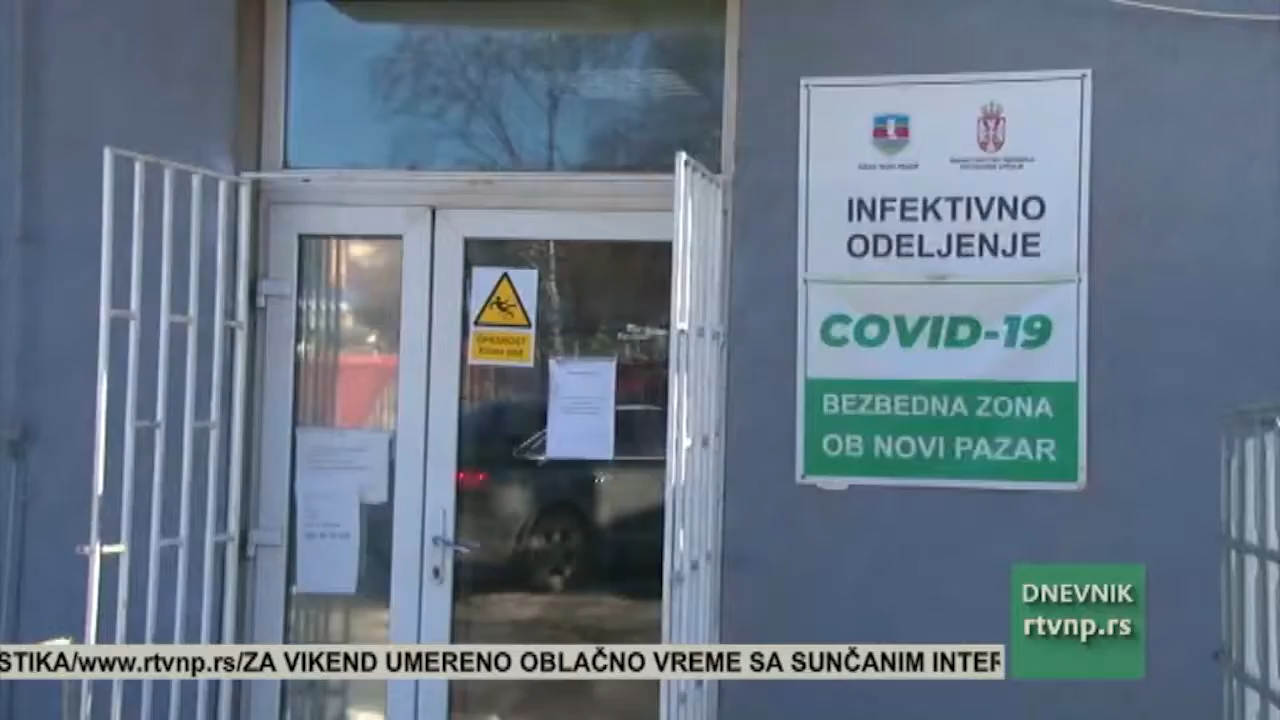 INFEKTIVNO
ODELJENJE
COVID-19
BEZBEDNA ZONA
OB NOVI PAZAR
DNEVNIK
rtvnp.rs
STIKA/www.rtvnp.rs/ZA VIKEND UMERENO OBLAČNO VREME SA SUNČANIM INTER